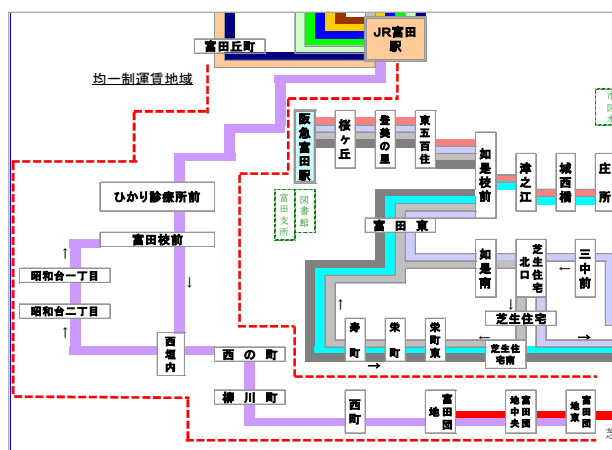 JR富田
駅
富田丘町
均一制運賃地域
阪急富田駅
桜ヶ丘
登美の里
東五百住
如是校前
津之江
城西橋
庄所
ひかり診療所前
富田支所
図書館
富田校前
富田東
如是南
芝生住宅
北口
三中前
←
↑
↓
昭和台一丁目
昭和台二丁目
↑
↑
↓
芝生住宅
寿町
栄町
栄町東
←
→
芝生住
宅南
→
西垣内
西の町
柳川町
西町
富田団
地
富田団
地中央
富田団
地東